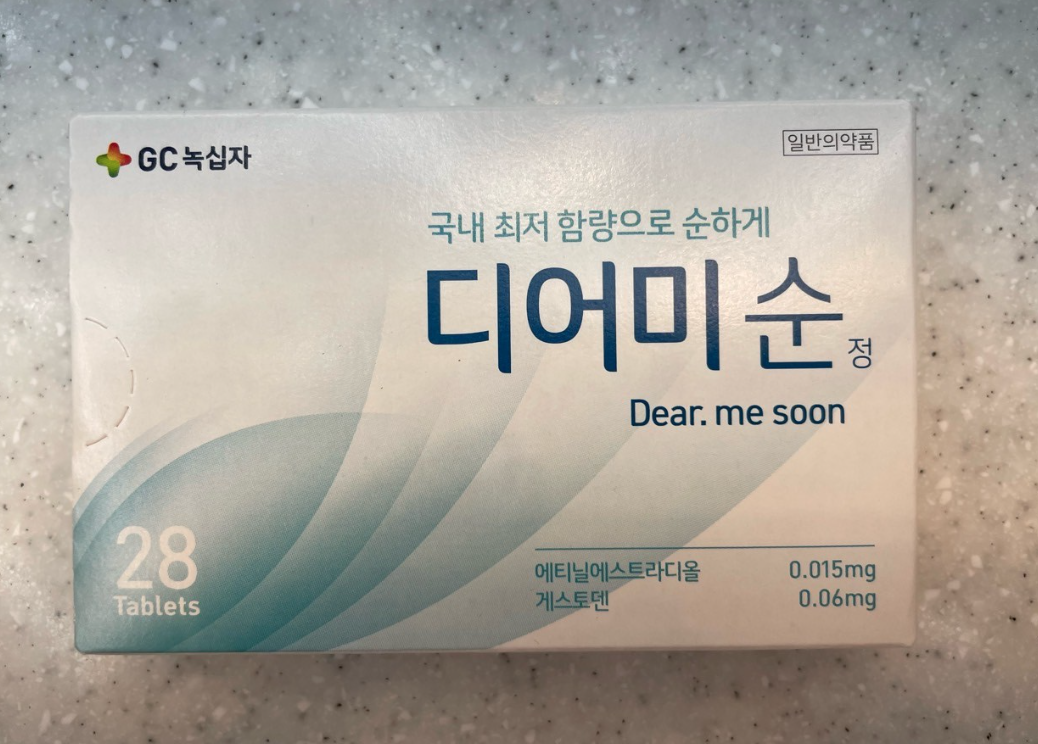 GC녹십자
일반의약품
국내 최저 함량으로 순하게
디어미 순 정
Dear. me soon
28
Tablets
에티닐에스트라디올 0.015mg
게스토덴 0.06mg